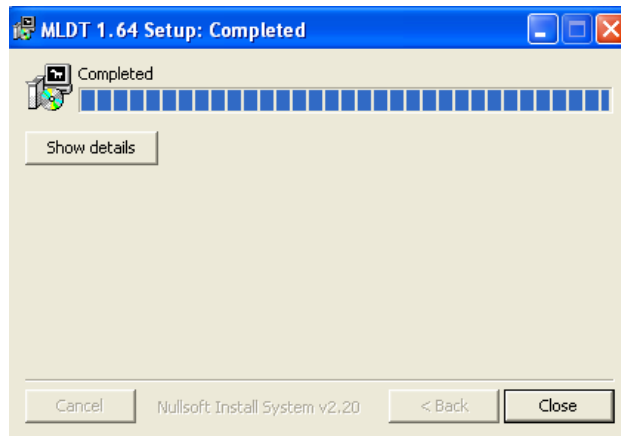 MLDT 1.64 Setup: Completed
Completed
Show details
Cancel
Nullsoft Install System v2.20
< Back
Close